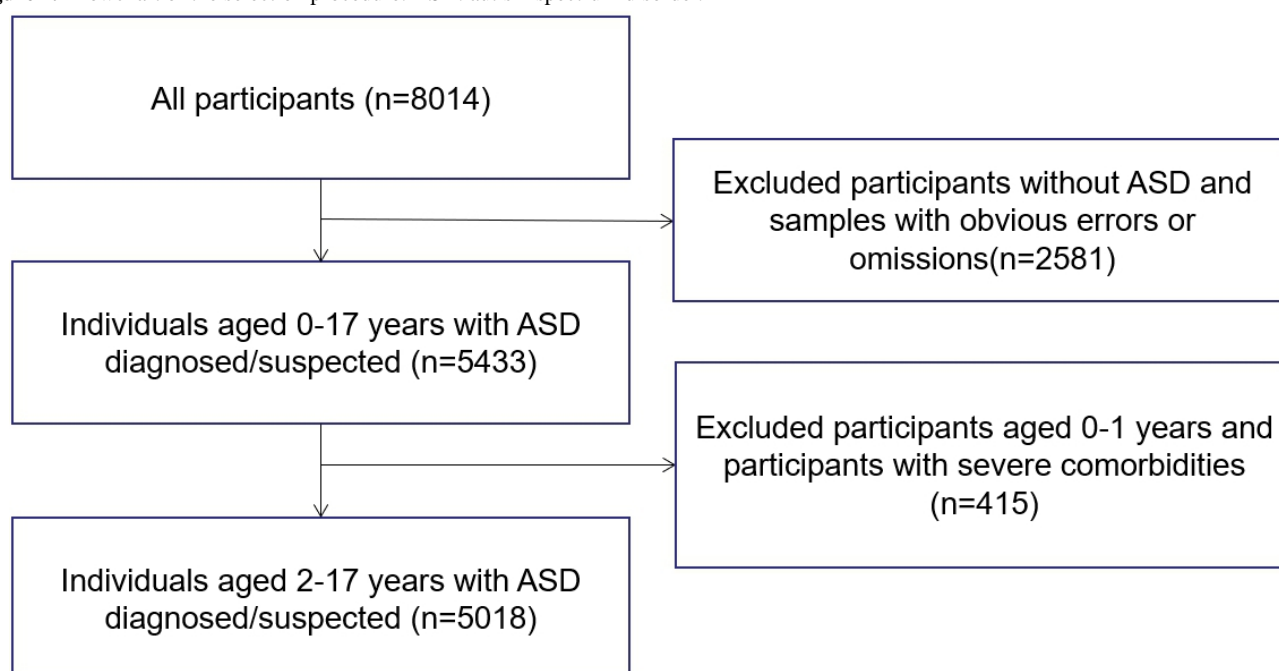 All participants (n=8014)
Excluded participants without ASD and
samples with obvious errors or
omissions(n=2581)
Individuals aged 0-17 years with ASD
diagnosed/suspected (n=5433)
Excluded participants aged 0-1 years and
participants with severe comorbidities
(n=415)
Individuals aged 2-17 years with ASD
diagnosed/suspected (n=5018)